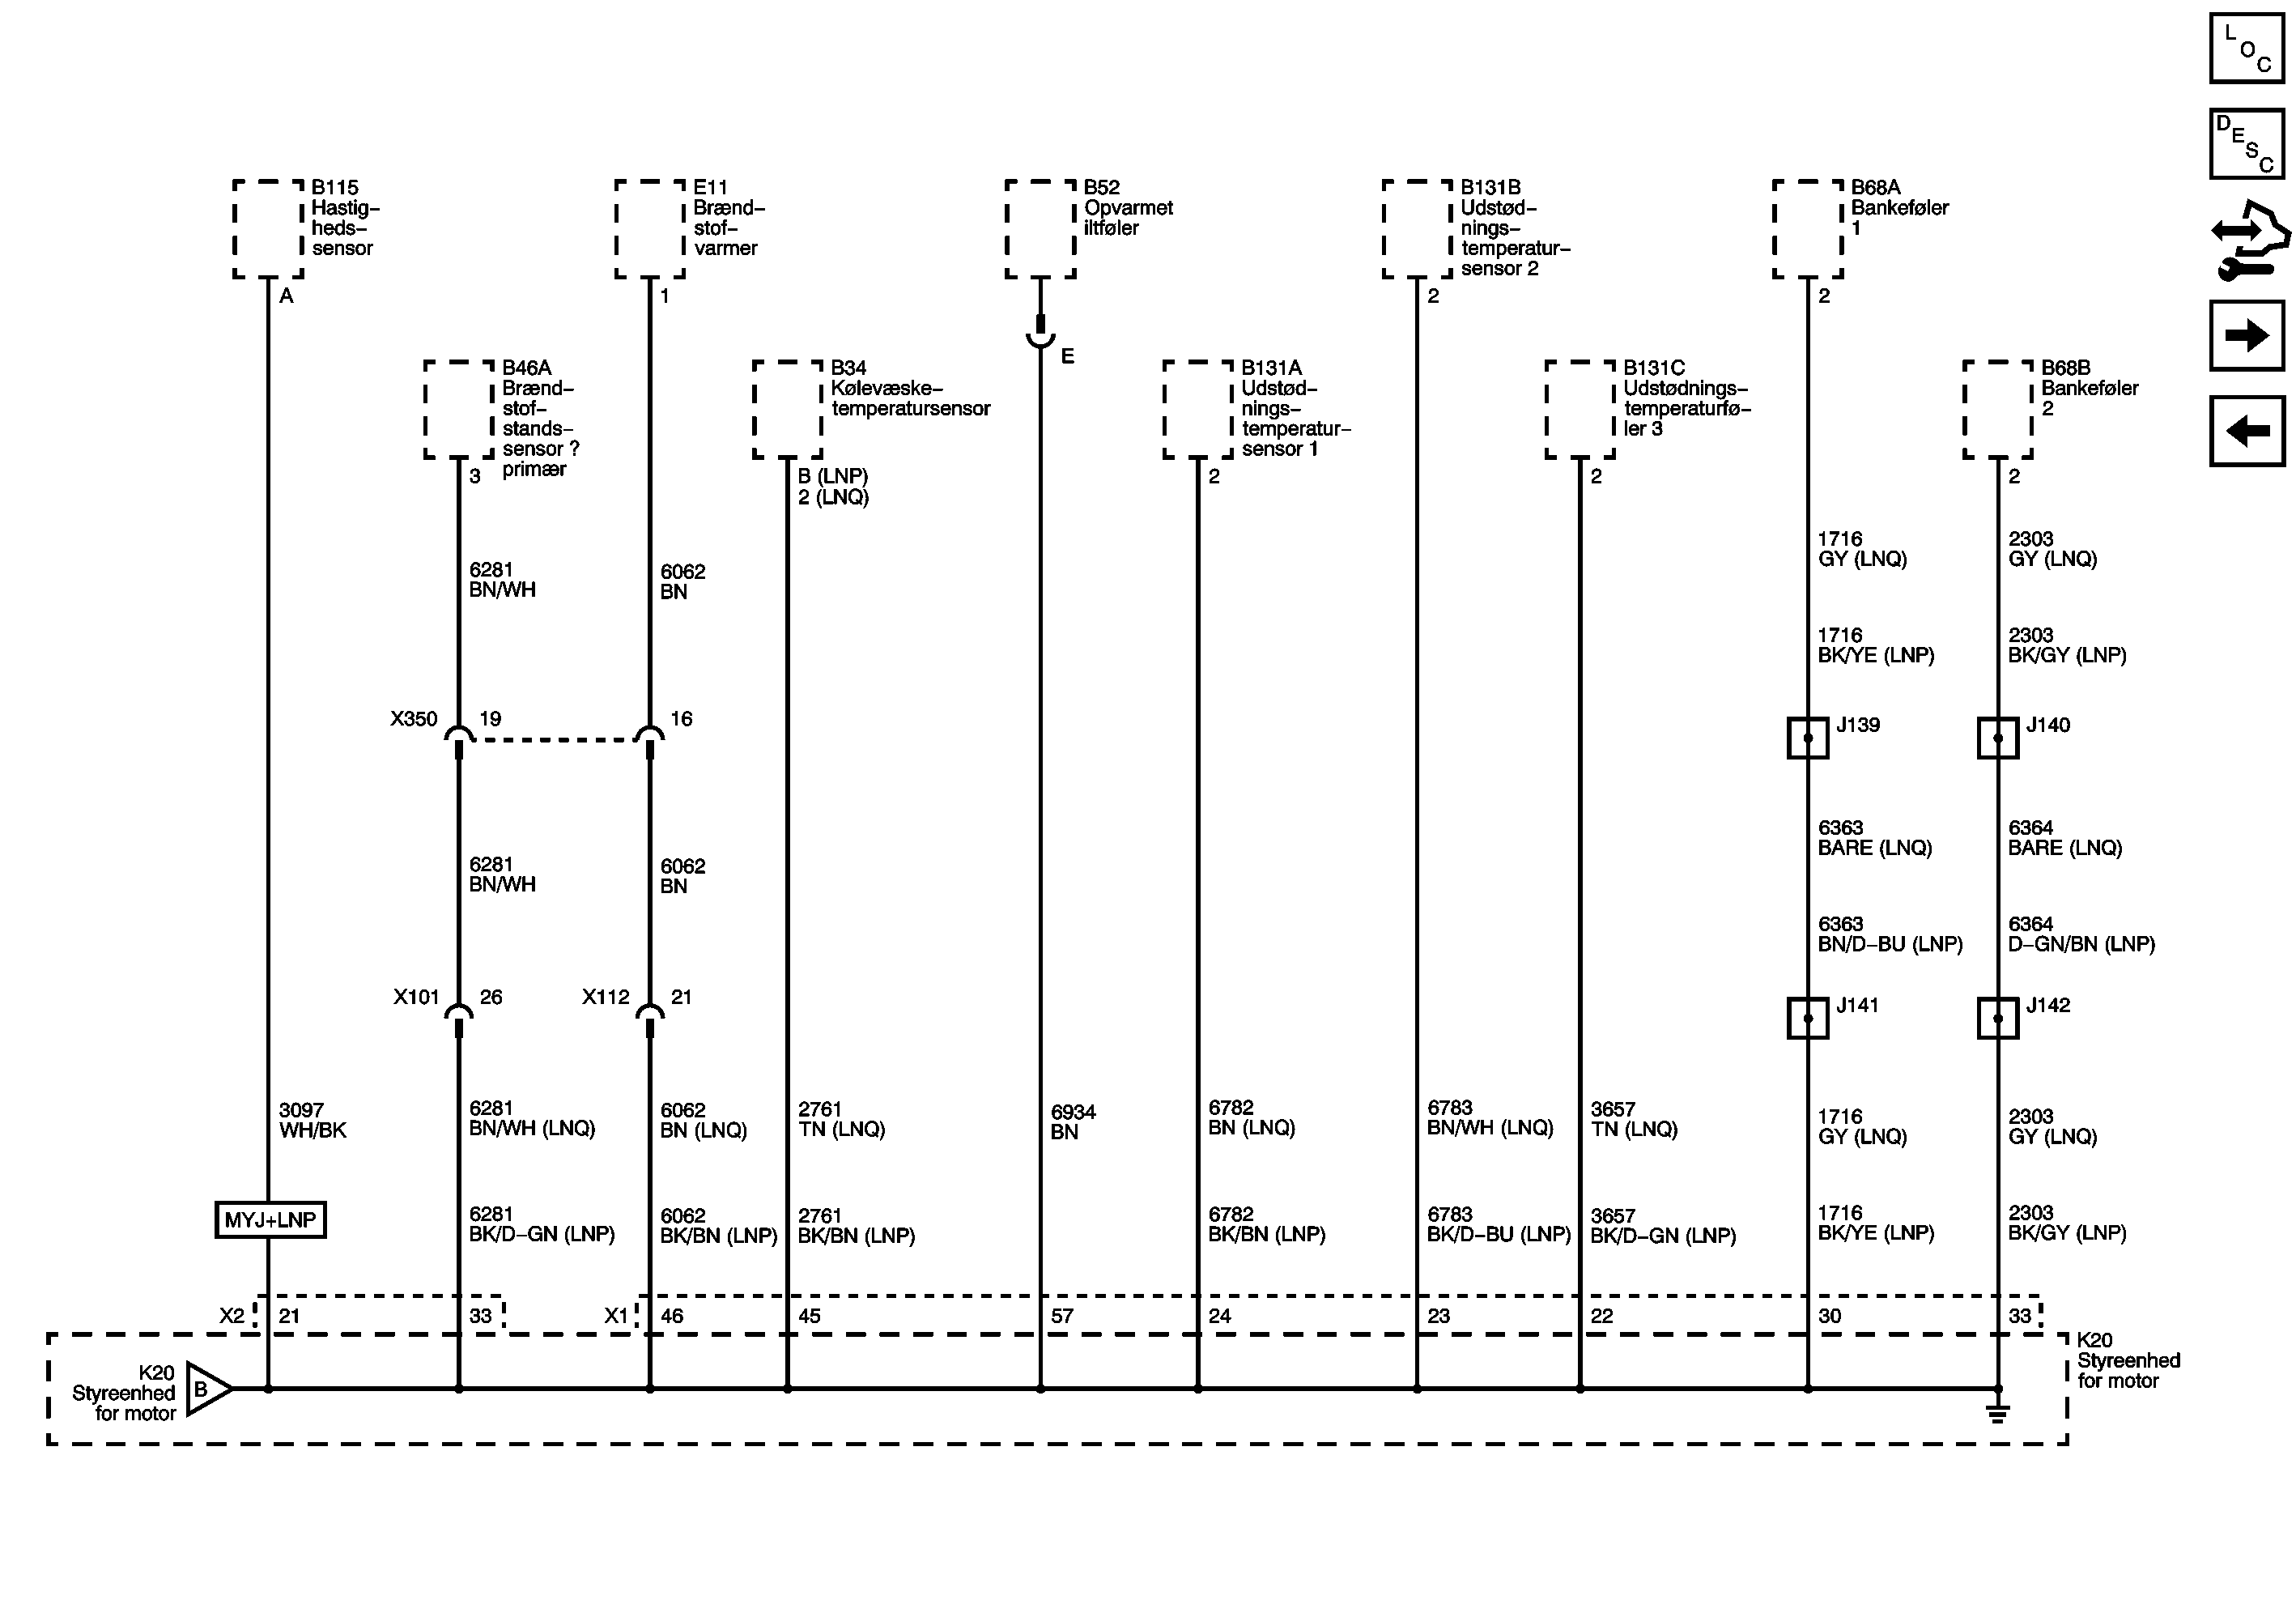 L
O
C
D
E
S
C
B115
Hastig–
heds–
sensor
A
E11
Brænd–
stof–
varmer
1
B52
Opvarmet
iltføler
E
B131B
Udstød–
nings–
temperatur–
sensor 2
2
B68A
Bankeføler
1
2
B46A
Brænd–
stof–
stands–
sensor ?
primær
3
B34
Kølevæske–
temperatursensor
B (LNP)
2 (LNQ)
B131A
Udstød–
nings–
temperatur–
sensor 1
2
B131C
Udstødnings–
temperaturfø–
ler 3
2
B68B
Bankeføler
2
2
6281
BN/WH
6062
BN
1716
GY (LNQ)
2303
GY (LNQ)
1716
BK/YE (LNP)
2303
BK/GY (LNP)
X350
19
16
J139
J140
6281
BN/WH
6062
BN
6363
BARE (LNQ)
6364
BARE (LNQ)
6363
BN/D–BU (LNP)
6364
D–GN/BN (LNP)
X101
26
X112
21
J141
J142
3097
WH/BK
6281
BN/WH (LNQ)
6062
BN (LNQ)
2761
TN (LNQ)
6934
BN
6782
BN (LNQ)
6783
BN/WH (LNQ)
3657
TN (LNQ)
1716
GY (LNQ)
2303
GY (LNQ)
MYJ+LNP
6281
BK/D–GN (LNP)
6062
BK/BN (LNP)
2761
BK/BN (LNP)
6782
BK/BN (LNP)
6783
BK/D–BU (LNP)
3657
BK/D–GN (LNP)
1716
BK/YE (LNP)
2303
BK/GY (LNP)
X2
21
33
X1
46
45
57
24
23
22
30
33
K20
Styreenhed
for motor
B
K20
Styreenhed
for motor